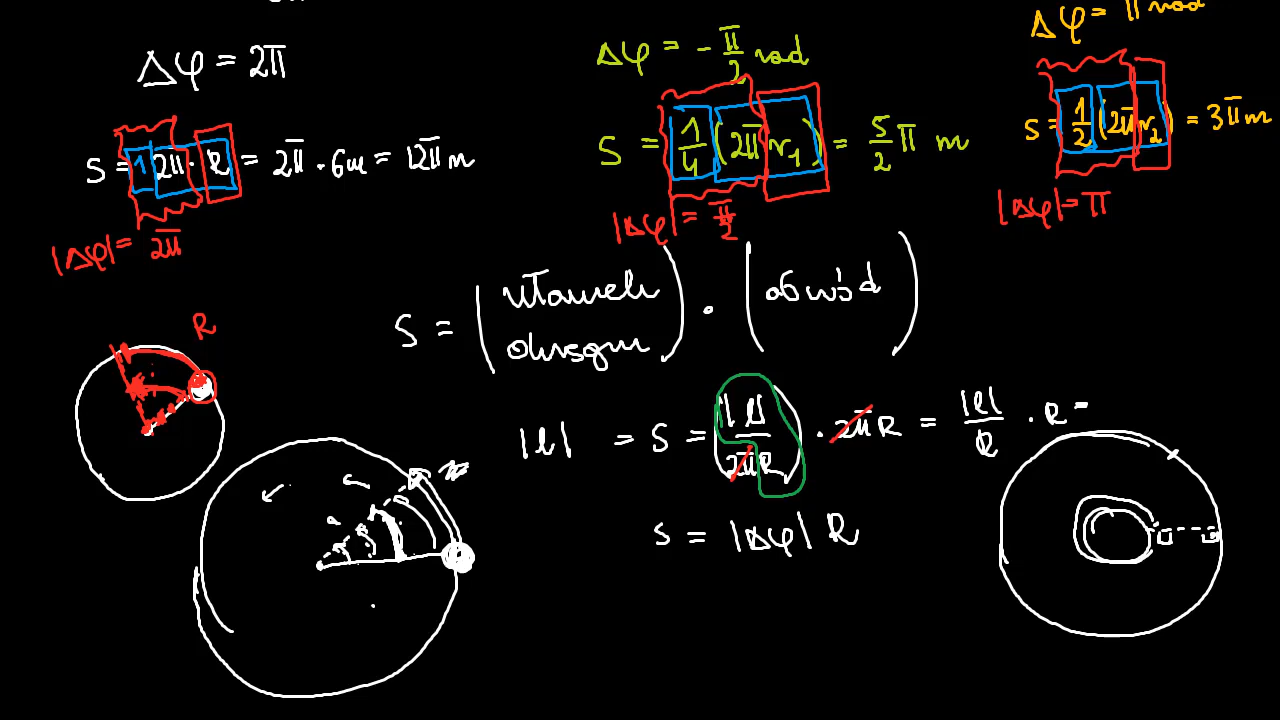 Δφ = 2π
S = 1 2π · R = 2π · 6m = 12π m
|Δφ| = 2π
Δφ = - π/2 rad
S = 1/4 (2π r₁) = 5/2 π m
|Δφ| = π/2
Δφ = π rad
S = 1/2 (2π r₂) = 3π m
|Δφ| = π
S = (ułamek okręgu) · (obwód)
R
|l| = S = (|l|/2πR) · 2πR = |l|/R · R =
S = |Δφ| R